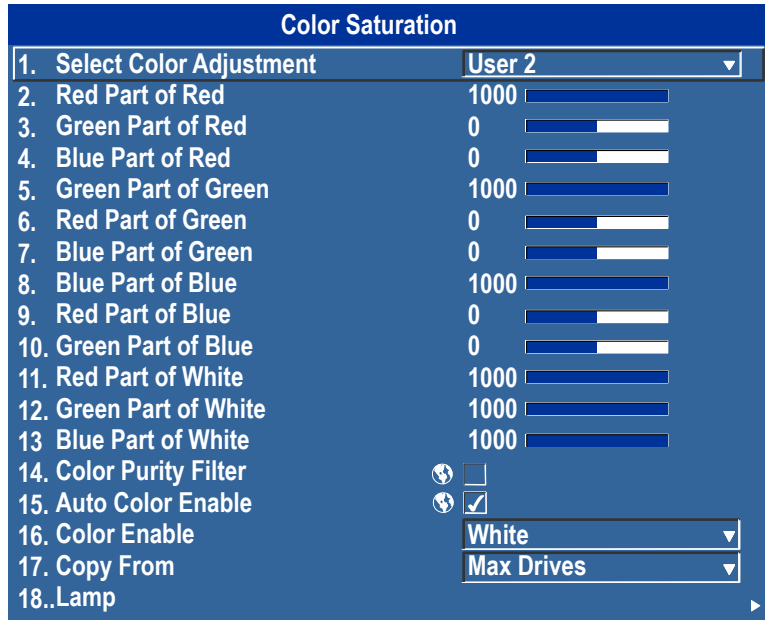 Color Saturation
1. Select Color Adjustment User 2
2. Red Part of Red 1000
3. Green Part of Red 0
4. Blue Part of Red 0
5. Green Part of Green 1000
6. Red Part of Green 0
7. Blue Part of Green 0
8. Blue Part of Blue 1000
9. Red Part of Blue 0
10. Green Part of Blue 0
11. Red Part of White 1000
12. Green Part of White 1000
13 Blue Part of White 1000
14. Color Purity Filter
15. Auto Color Enable
16. Color Enable White
17. Copy From Max Drives
18..Lamp